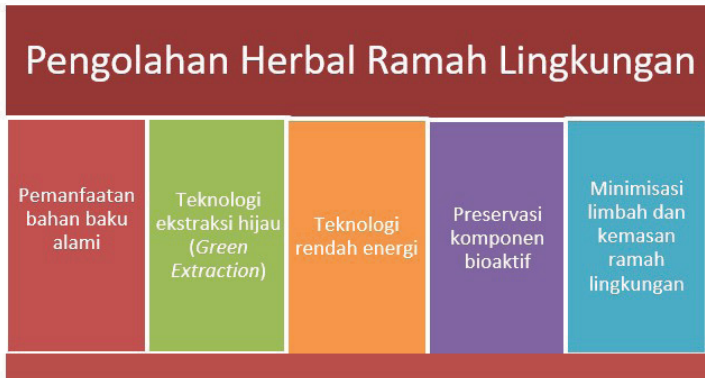 Pengolahan Herbal Ramah Lingkungan
Pemanfaatan
bahan baku
alami
Teknologi
ekstraksi hijau
(Green
Extraction)
Teknologi
rendah energi
Preservasi
komponen
bioaktif
Minimisasi
limbah dan
kemasan
ramah
lingkungan